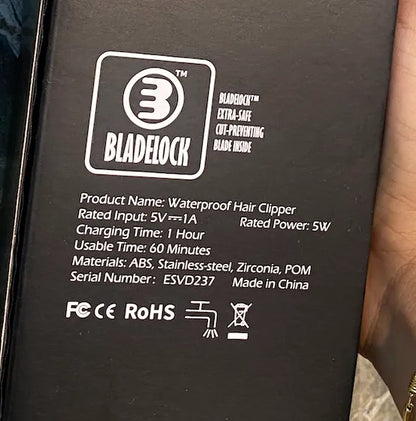 TM
BLADELOCK
BLADELOCK™
EXTRA-SAFE
CUT-PREVENTING
BLADE INSIDE
Product Name: Waterproof Hair Clipper
Rated Input: 5V⎓1A Rated Power: 5W
Charging Time: 1 Hour
Usable Time: 60 Minutes
Materials: ABS, Stainless-steel, Zirconia, POM
Serial Number: ESVD237 Made in China
FC CE RoHS